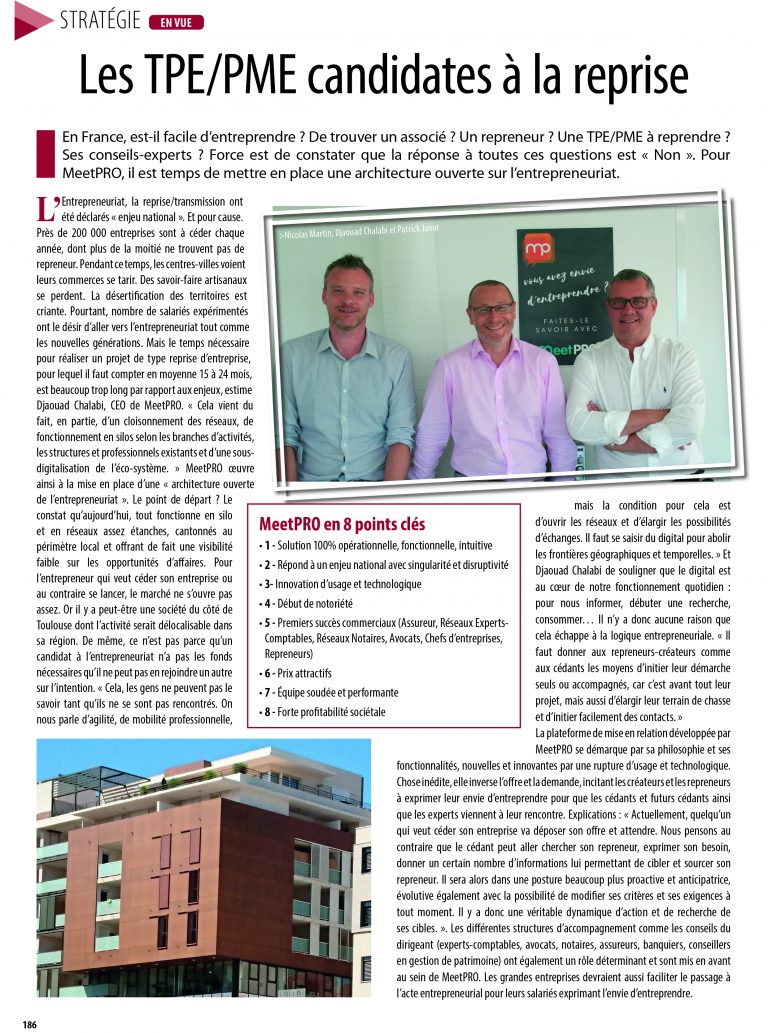 STRATÉGIE EN VUE
Les TPE/PME candidates à la reprise
En France, est-il facile d'entreprendre ? De trouver un associé ? Un repreneur ? Une TPE/PME à reprendre ?
Ses conseils-experts ? Force est de constater que la réponse à toutes ces questions est « Non ». Pour
MeetPRO, il est temps de mettre en place une architecture ouverte sur l'entrepreneuriat.
L'Entrepreneuriat, la reprise/transmission ont
été déclarés « enjeu national ». Et pour cause.
Près de 200 000 entreprises sont à céder chaque
année, dont plus de la moitié ne trouvent pas de
repreneur. Pendant ce temps, les centres-villes voient
leurs commerces se tarir. Des savoir-faire artisanaux
se perdent. La désertification des territoires est
criante. Pourtant, nombre de salariés expérimentés
ont le désir d'aller vers l'entrepreneuriat tout comme
les nouvelles générations. Mais le temps nécessaire
pour réaliser un projet de type reprise d'entreprise,
pour lequel il faut compter en moyenne 15 à 24 mois,
est beaucoup trop long par rapport aux enjeux, estime
Djaouad Chalabi, CEO de MeetPRO. « Cela vient du
fait, en partie, d'un cloisonnement des réseaux, de
fonctionnement en silos selon les branches d'activités,
les structures et professionnels existants et d'une sous-
digitalisation de l'éco-système. » MeetPRO œuvre
ainsi à la mise en place d'une « architecture ouverte
de l'entrepreneuriat ». Le point de départ ? Le
constat qu'aujourd'hui, tout fonctionne en silo
et en réseaux assez étanches, cantonnés au
périmètre local et offrant de fait une visibilité
faible sur les opportunités d'affaires. Pour
l'entrepreneur qui veut céder son entreprise ou
au contraire se lancer, le marché ne s'ouvre pas
assez. Or il y a peut-être une société du côté de
Toulouse dont l'activité serait délocalisable dans
sa région. De même, ce n'est pas parce qu'un
candidat à l'entrepreneuriat n'a pas les fonds
nécessaires qu'il ne peut pas en rejoindre un autre
sur l'intention. « Cela, les gens ne peuvent pas le
savoir tant qu'ils ne se sont pas rencontrés. On
nous parle d'agilité, de mobilité professionnelle,
>Nicolas Martin, Djaouad Chalabi et Patrick Janot
mp
vous avez envie
d'entreprendre ?
FAITES-LE
SAVOIR AVEC
meetPRO
MeetPRO en 8 points clés
• 1 - Solution 100% opérationnelle, fonctionnelle, intuitive
• 2 - Répond à un enjeu national avec singularité et disruptivité
• 3- Innovation d'usage et technologique
• 4 - Début de notoriété
• 5 - Premiers succès commerciaux (Assureur, Réseaux Experts-
Comptables, Réseaux Notaires, Avocats, Chefs d'entreprises,
Repreneurs)
• 6 - Prix attractifs
• 7 - Équipe soudée et performante
• 8 - Forte profitabilité sociétale
mais la condition pour cela est
d'ouvrir les réseaux et d'élargir les possibilités
d'échanges. Il faut se saisir du digital pour abolir
les frontières géographiques et temporelles. » Et
Djaouad Chalabi de souligner que le digital est
au cœur de notre fonctionnement quotidien :
pour nous informer, débuter une recherche,
consommer… Il n'y a donc aucune raison que
cela échappe à la logique entrepreneuriale. « Il
faut donner aux repreneurs-créateurs comme
aux cédants les moyens d'initier leur démarche
seuls ou accompagnés, car c'est avant tout leur
projet, mais aussi d'élargir leur terrain de chasse
et d'initier facilement des contacts. »
La plateforme de mise en relation développée par
MeetPRO se démarque par sa philosophie et ses
fonctionnalités, nouvelles et innovantes par une rupture d'usage et technologique.
Chose inédite, elle inverse l'offre et la demande, incitant les créateurs et les repreneurs
à exprimer leur envie d'entreprendre pour que les cédants et futurs cédants ainsi
que les experts viennent à leur rencontre. Explications : « Actuellement, quelqu'un
qui veut céder son entreprise va déposer son offre et attendre. Nous pensons au
contraire que le cédant peut aller chercher son repreneur, exprimer son besoin,
donner un certain nombre d'informations lui permettant de cibler et sourcer son
repreneur. Il sera alors dans une posture beaucoup plus proactive et anticipatrice,
évolutive également avec la possibilité de modifier ses critères et ses exigences à
tout moment. Il y a donc une véritable dynamique d'action et de recherche de
ses cibles. ». Les différentes structures d'accompagnement comme les conseils du
dirigeant (experts-comptables, avocats, notaires, assureurs, banquiers, conseillers
en gestion de patrimoine) ont également un rôle déterminant et sont mis en avant
au sein de MeetPRO. Les grandes entreprises devraient aussi faciliter le passage à
l'acte entrepreneurial pour leurs salariés exprimant l'envie d'entreprendre.
186